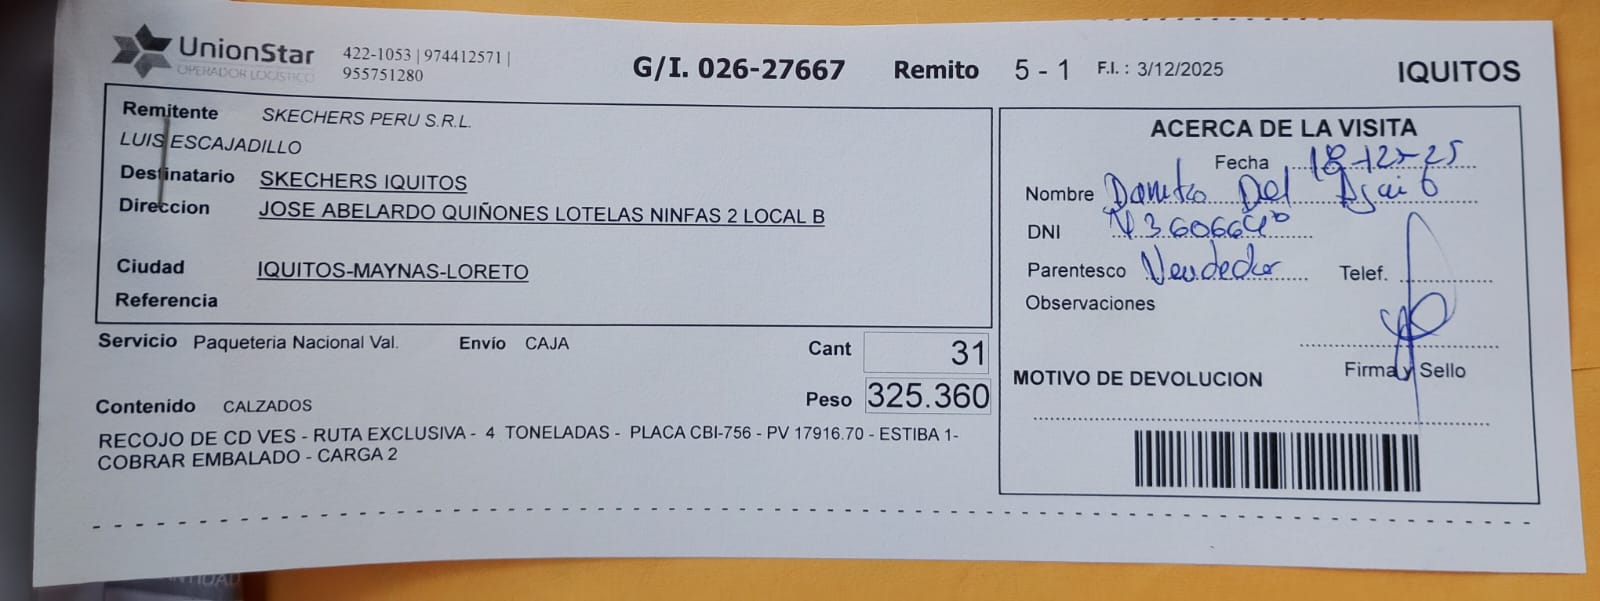 UnionStar
OPERADOR LOGISTICO
422-1053 | 974412571 |
955751280
G/I. 026-27667 Remito 5 - 1 F.I. : 3/12/2025 IQUITOS
Remitente SKECHERS PERU S.R.L.
LUIS ESCAJADILLO
Destinatario SKECHERS IQUITOS
Direccion JOSE ABELARDO QUIÑONES LOTELAS NINFAS 2 LOCAL B
Ciudad IQUITOS-MAYNAS-LORETO
Referencia
Servicio Paqueteria Nacional Val. Envío CAJA Cant 31
Peso 325.360
Contenido CALZADOS
RECOJO DE CD VES - RUTA EXCLUSIVA - 4 TONELADAS - PLACA CBI-756 - PV 17916.70 - ESTIBA 1-
COBRAR EMBALADO - CARGA 2
ACERCA DE LA VISITA
Fecha 18-12-25
Nombre Del
DNI
Parentesco Vendedor Telef.
Observaciones
Firma y Sello
MOTIVO DE DEVOLUCION